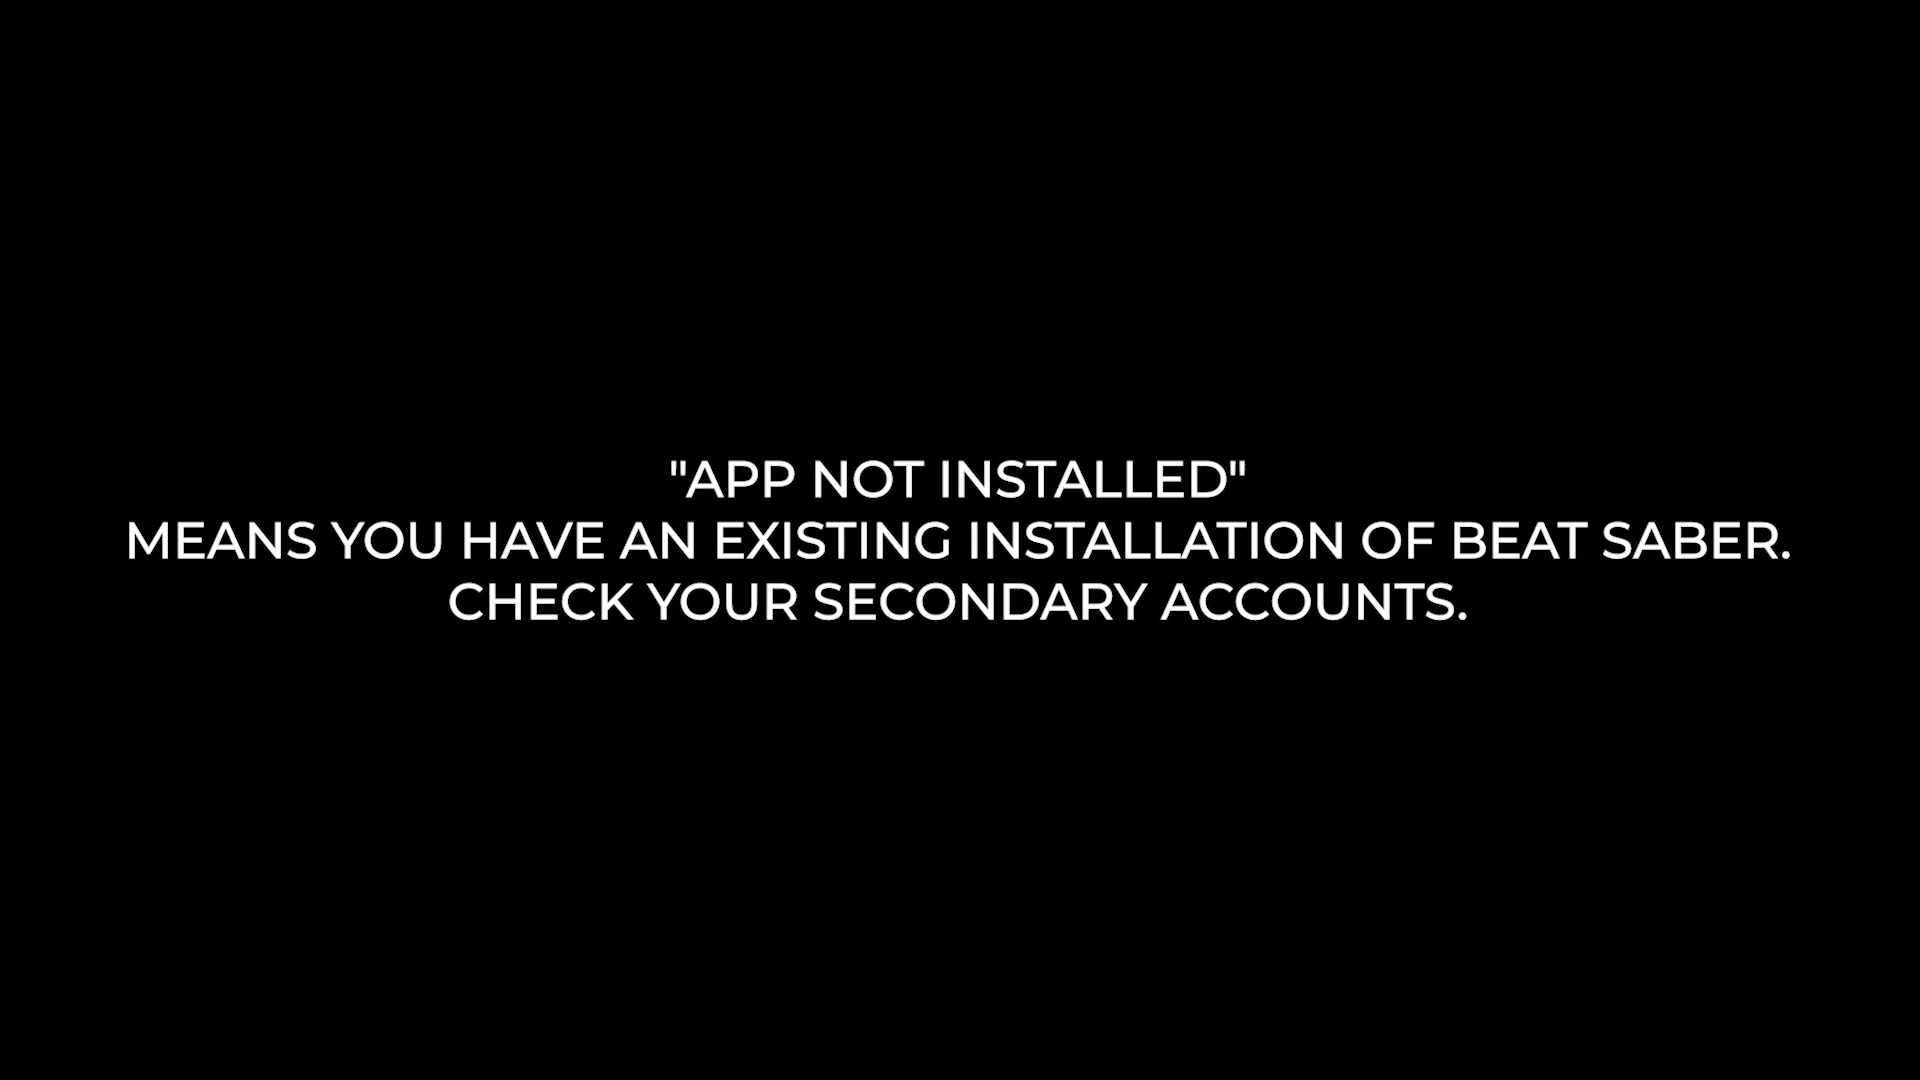 "APP NOT INSTALLED"
MEANS YOU HAVE AN EXISTING INSTALLATION OF BEAT SABER.
CHECK YOUR SECONDARY ACCOUNTS.